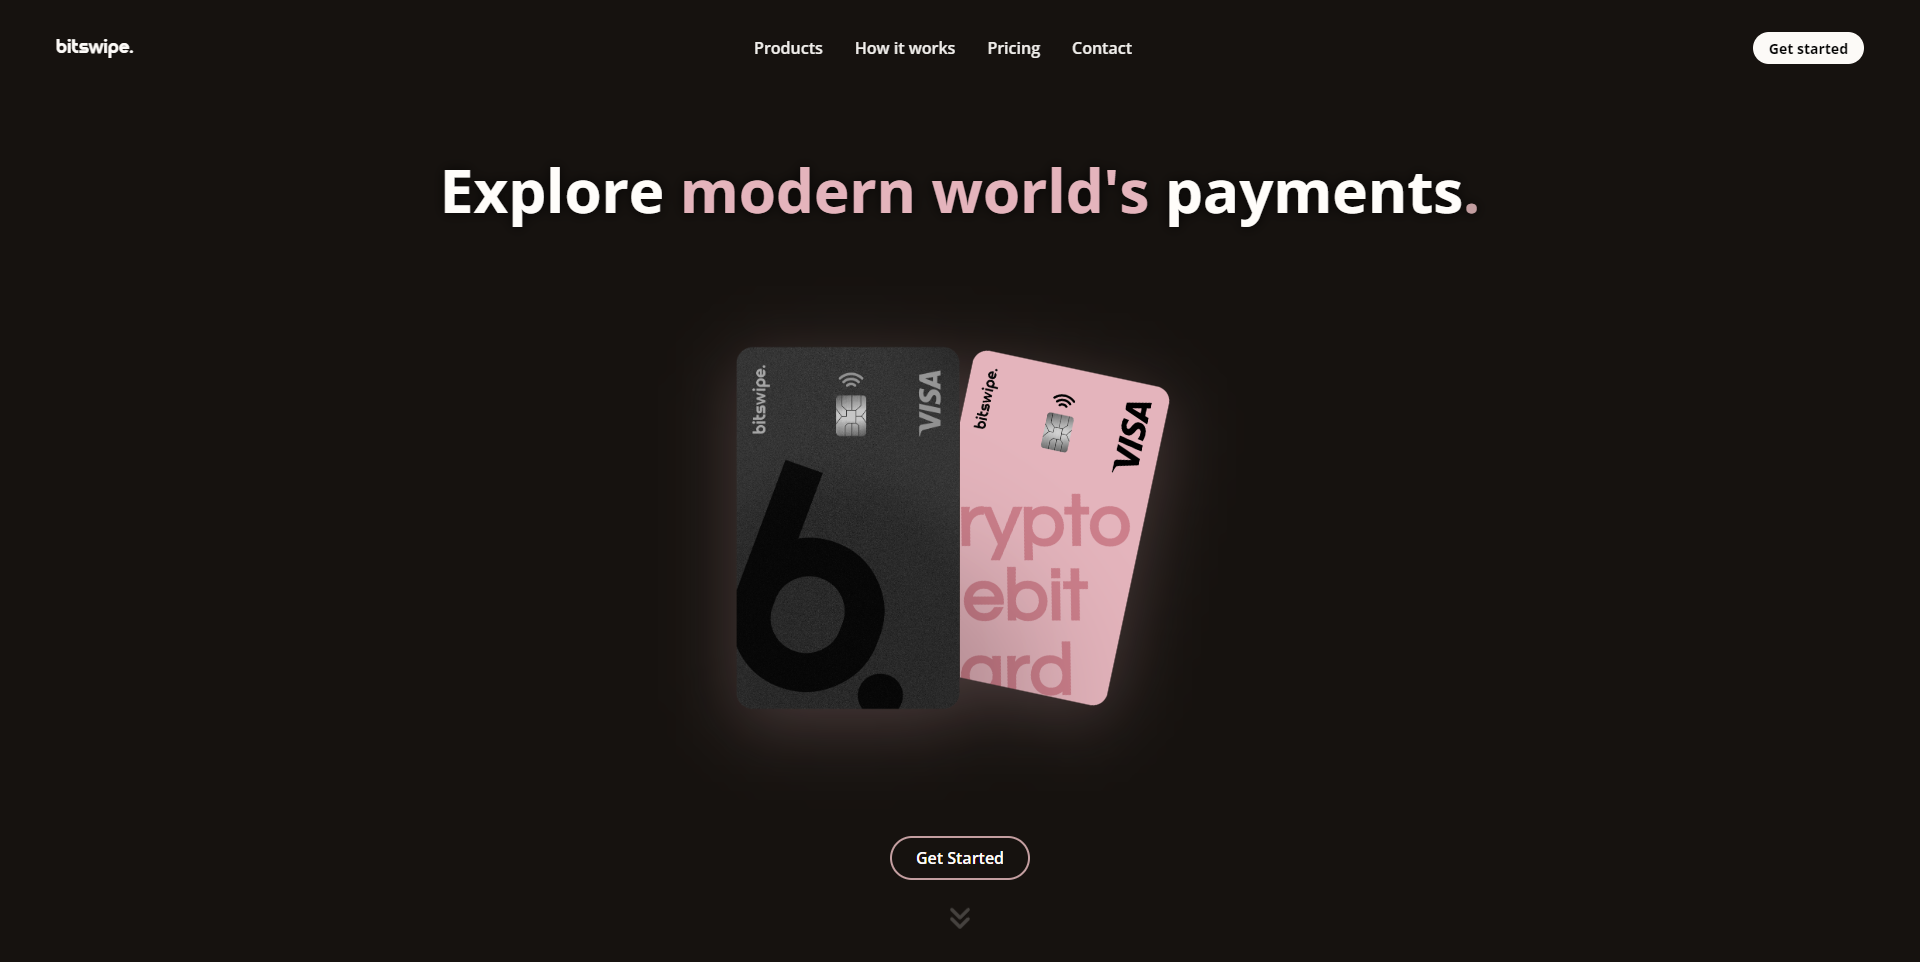 bitswipe.
Products
How it works
Pricing
Contact
Get started
Explore modern world's payments.
bitswipe.
VISA
6.
bitswipe.
VISA
rypto
ebit
ard
Get Started